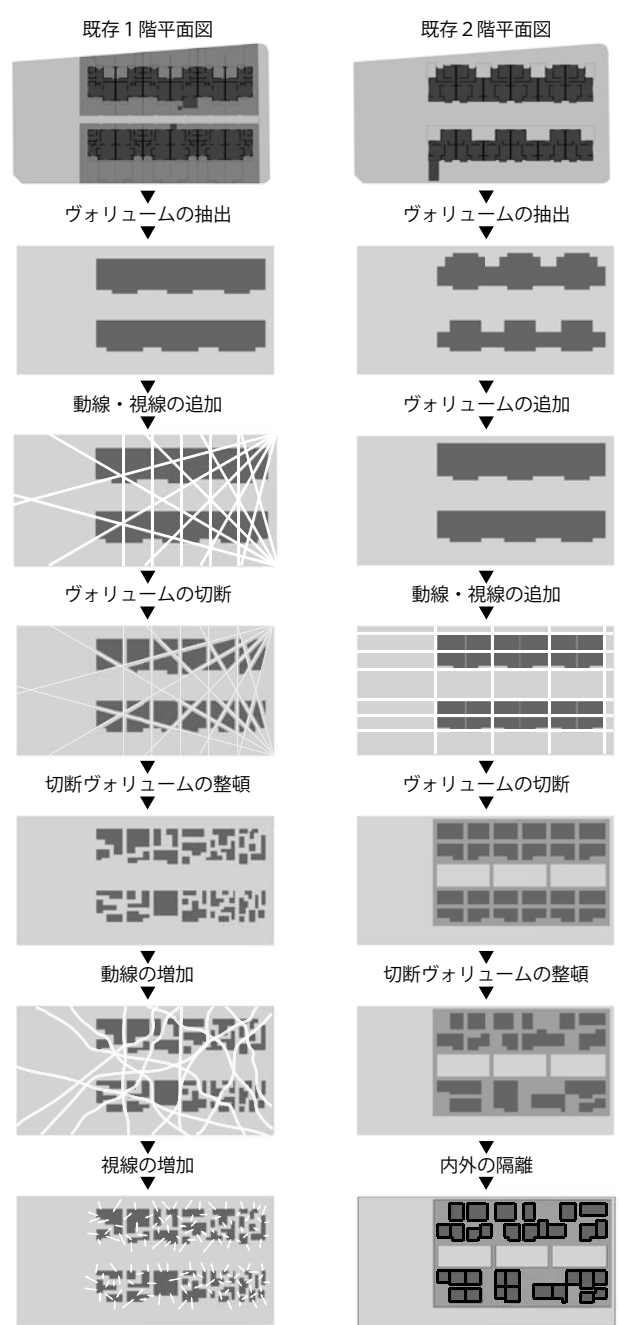 既存１階平面図
ヴォリュームの抽出
動線・視線の追加
ヴォリュームの切断
切断ヴォリュームの整頓
動線の増加
視線の増加
既存２階平面図
ヴォリュームの抽出
ヴォリュームの追加
動線・視線の追加
ヴォリュームの切断
切断ヴォリュームの整頓
内外の隔離